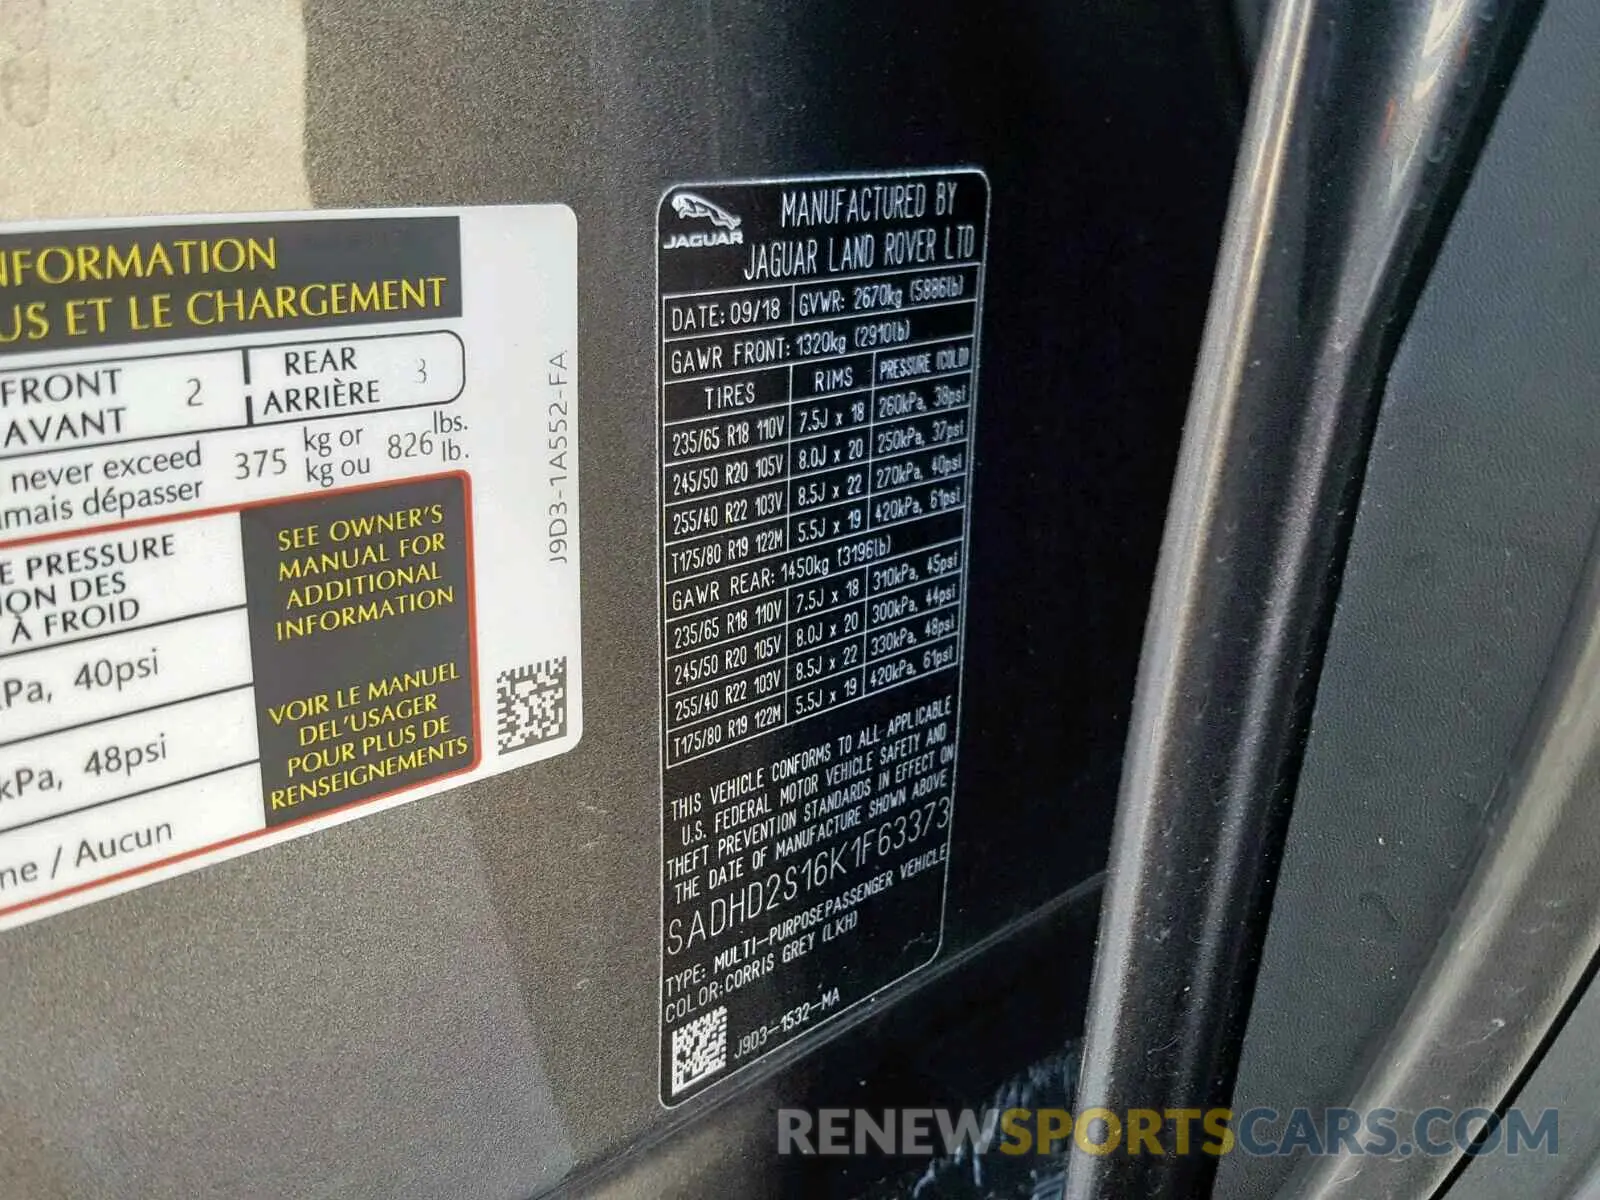 INFORMATION
US ET LE CHARGEMENT
FRONT
AVANT
2
REAR
ARRIÈRE
3
never exceed
jamais dépasser
375
kg or
kg ou
826
lbs.
lb.
E PRESSURE
ION DES
À FROID
kPa, 40psi
kPa, 48psi
ne / Aucun
SEE OWNER'S
MANUAL FOR
ADDITIONAL
INFORMATION
VOIR LE MANUEL
DEL'USAGER
POUR PLUS DE
RENSEIGNEMENTS
J9D3-1A552-FA
JAGUAR
MANUFACTURED BY
JAGUAR LAND ROVER LTD
DATE: 09/18 GVWR: 2670kg (5886lb)
GAWR FRONT: 1320kg (2910lb)
TIRES RIMS PRESSURE (COLD)
235/65 R18 110V 7.5J x 18 260kPa, 38psi
245/50 R20 105V 8.0J x 20 250kPa, 37psi
255/40 R22 103V 8.5J x 22 270kPa, 40psi
T175/80 R19 122M 5.5J x 19 420kPa, 61psi
GAWR REAR: 1450kg (3196lb)
235/65 R18 110V 7.5J x 18 310kPa, 45psi
245/50 R20 105V 8.0J x 20 300kPa, 44psi
255/40 R22 103V 8.5J x 22 330kPa, 48psi
T175/80 R19 122M 5.5J x 19 420kPa, 61psi
THIS VEHICLE CONFORMS TO ALL APPLICABLE
U.S. FEDERAL MOTOR VEHICLE SAFETY AND
THEFT PREVENTION STANDARDS IN EFFECT ON
THE DATE OF MANUFACTURE SHOWN ABOVE
SADHD2S16K1F63373
TYPE: MULTI-PURPOSE PASSENGER VEHICLE
COLOR: CORRIS GREY (LKH)
J9D3-1532-MA
RENEWSPORTSCARS.COM